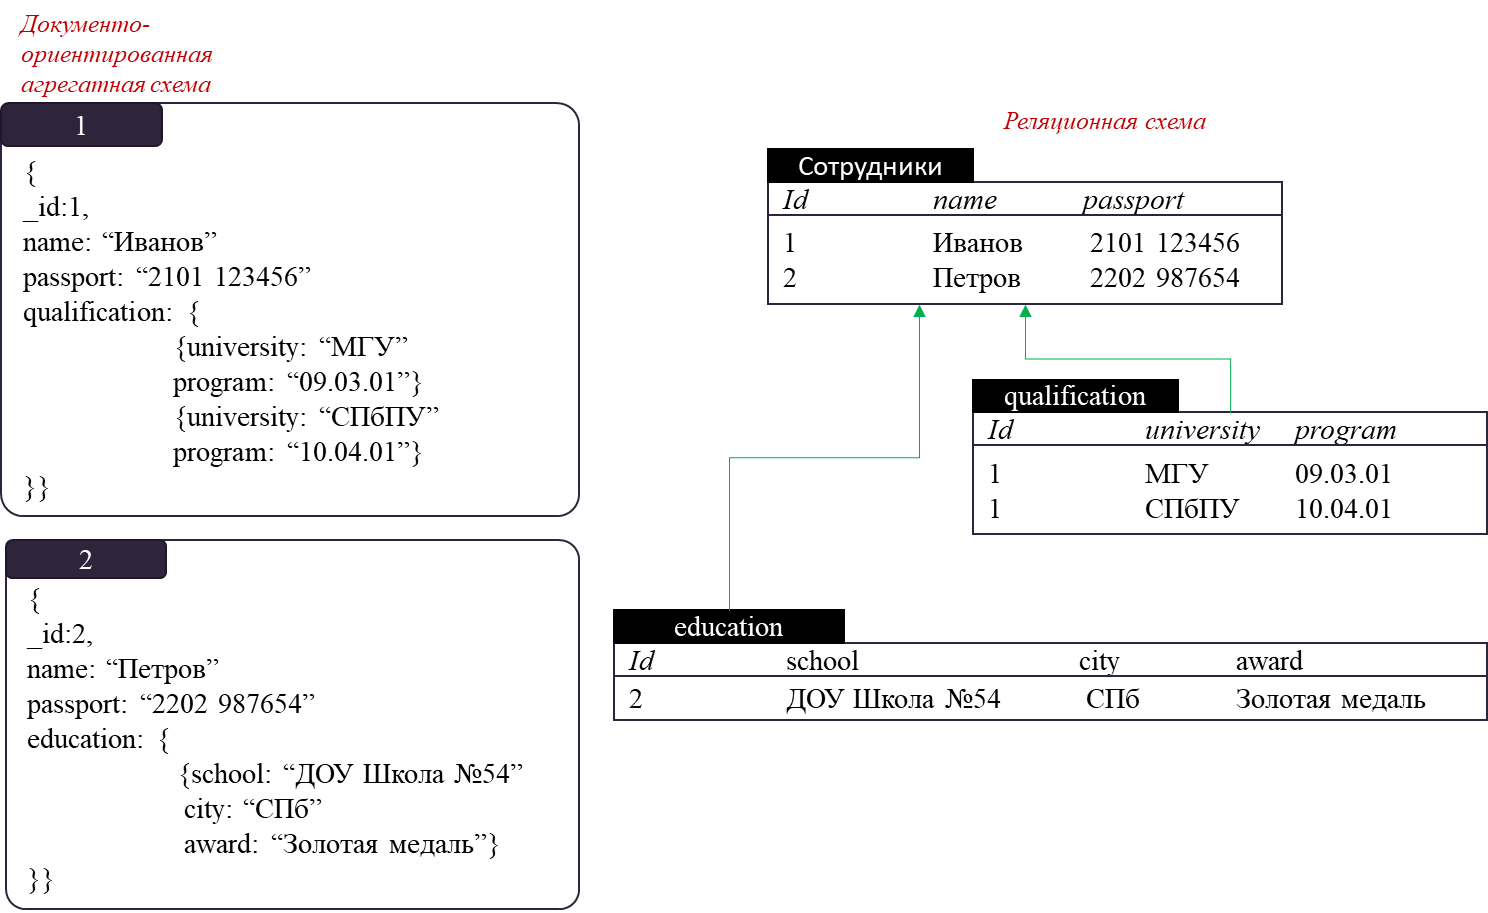 Документо-
ориентированная
агрегатная схема
1
{
_id:1,
name: “Иванов”
passport: “2101 123456”
qualification: {
{university: “МГУ”
program: “09.03.01”}
{university: “СПбПУ”
program: “10.04.01”}
}}
2
{
_id:2,
name: “Петров”
passport: “2202 987654”
education: {
{school: “ДОУ Школа №54”
city: “СПб”
award: “Золотая медаль”}
}}
Реляционная схема
Сотрудники
Id name passport
1 Иванов 2101 123456
2 Петров 2202 987654
qualification
Id university program
1 МГУ 09.03.01
1 СПбПУ 10.04.01
education
Id school city award
2 ДОУ Школа №54 СПб Золотая медаль